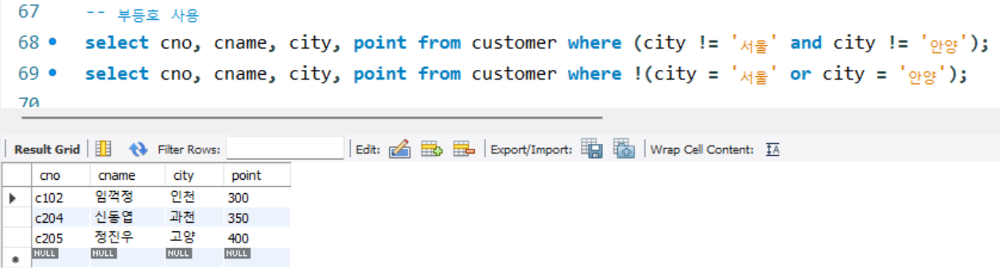 67 -- 부등호 사용
68 select cno, cname, city, point from customer where (city != '서울' and city != '안양');
69 select cno, cname, city, point from customer where !(city = '서울' or city = '안양');
70
Result Grid Filter Rows: Edit: Export/Import: Wrap Cell Content:
cno cname city point
c102 임꺽정 인천 300
c204 신동엽 과천 350
c205 정진우 고양 400
NULL NULL NULL NULL